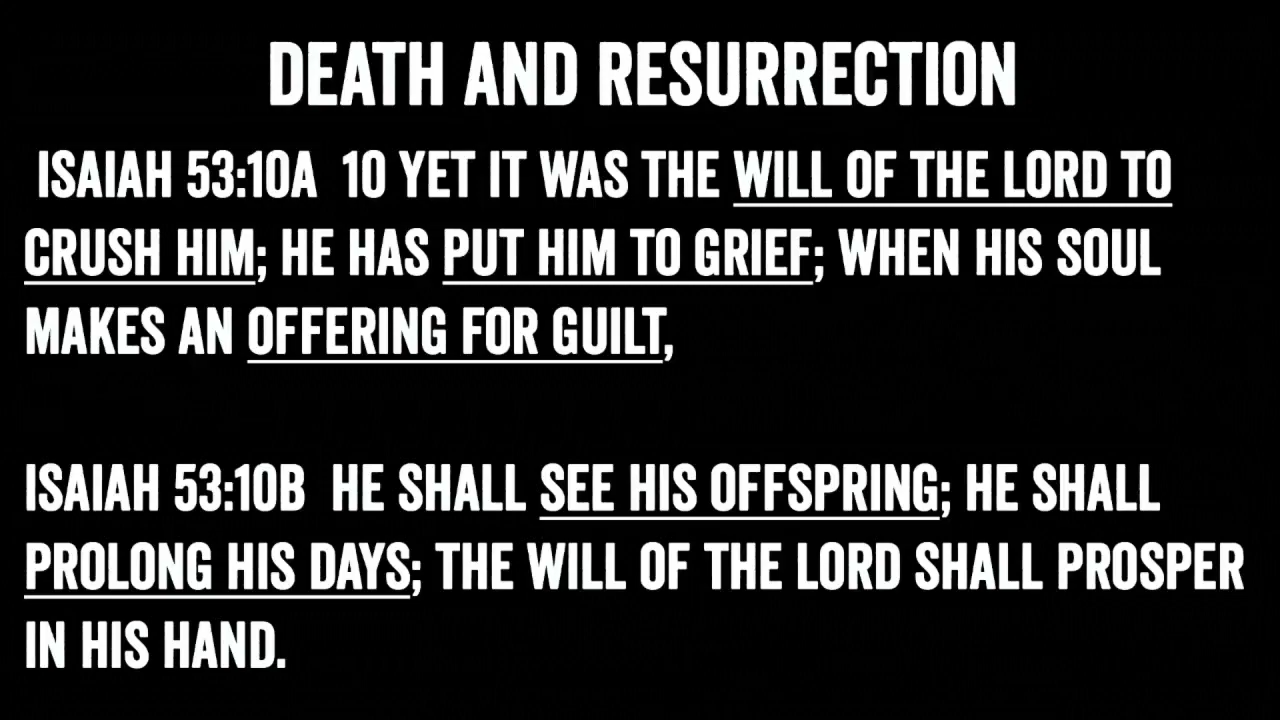 DEATH AND RESURRECTION
ISAIAH 53:10A 10 YET IT WAS THE WILL OF THE LORD TO
CRUSH HIM; HE HAS PUT HIM TO GRIEF; WHEN HIS SOUL
MAKES AN OFFERING FOR GUILT,
ISAIAH 53:10B HE SHALL SEE HIS OFFSPRING; HE SHALL
PROLONG HIS DAYS; THE WILL OF THE LORD SHALL PROSPER
IN HIS HAND.